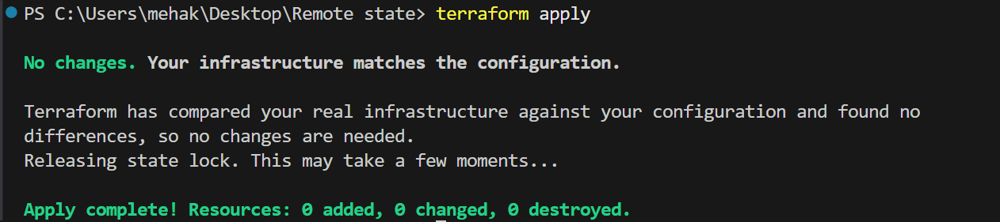 PS C:\Users\mehak\Desktop\Remote state> terraform apply
No changes. Your infrastructure matches the configuration.
Terraform has compared your real infrastructure against your configuration and found no
differences, so no changes are needed.
Releasing state lock. This may take a few moments...
Apply complete! Resources: 0 added, 0 changed, 0 destroyed.